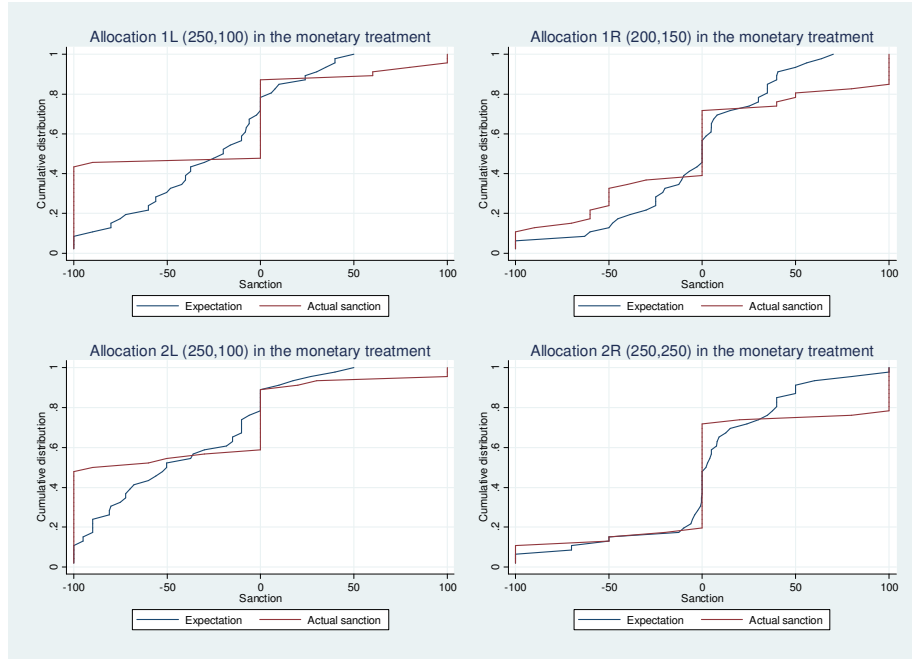 Allocation 1L (250,100) in the monetary treatment
Cumulative distribution
0 .2 .4 .6 .8 1
-100 -50 0 50 100
Sanction
Expectation Actual sanction
Allocation 1R (200,150) in the monetary treatment
Cumulative distribution
0 .2 .4 .6 .8 1
-100 -50 0 50 100
Sanction
Expectation Actual sanction
Allocation 2L (250,100) in the monetary treatment
Cumulative distribution
0 .2 .4 .6 .8 1
-100 -50 0 50 100
Sanction
Expectation Actual sanction
Allocation 2R (250,250) in the monetary treatment
Cumulative distribution
0 .2 .4 .6 .8 1
-100 -50 0 50 100
Sanction
Expectation Actual sanction